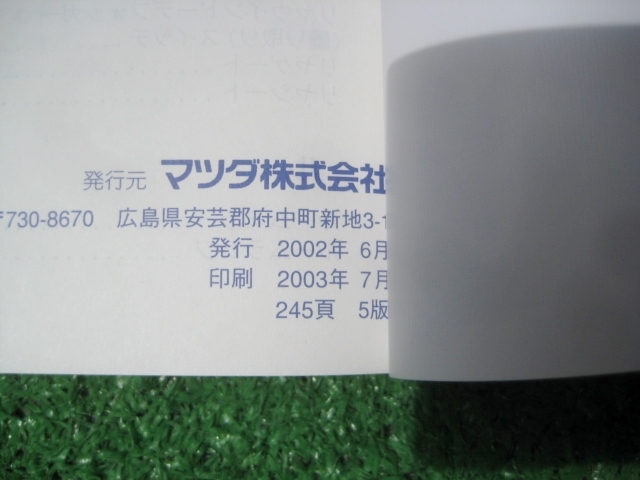 発行元 マツダ株式会社
〒730-8670 広島県安芸郡府中町新地3-1
発行 2002年 6月
印刷 2003年 7月
245頁 5版